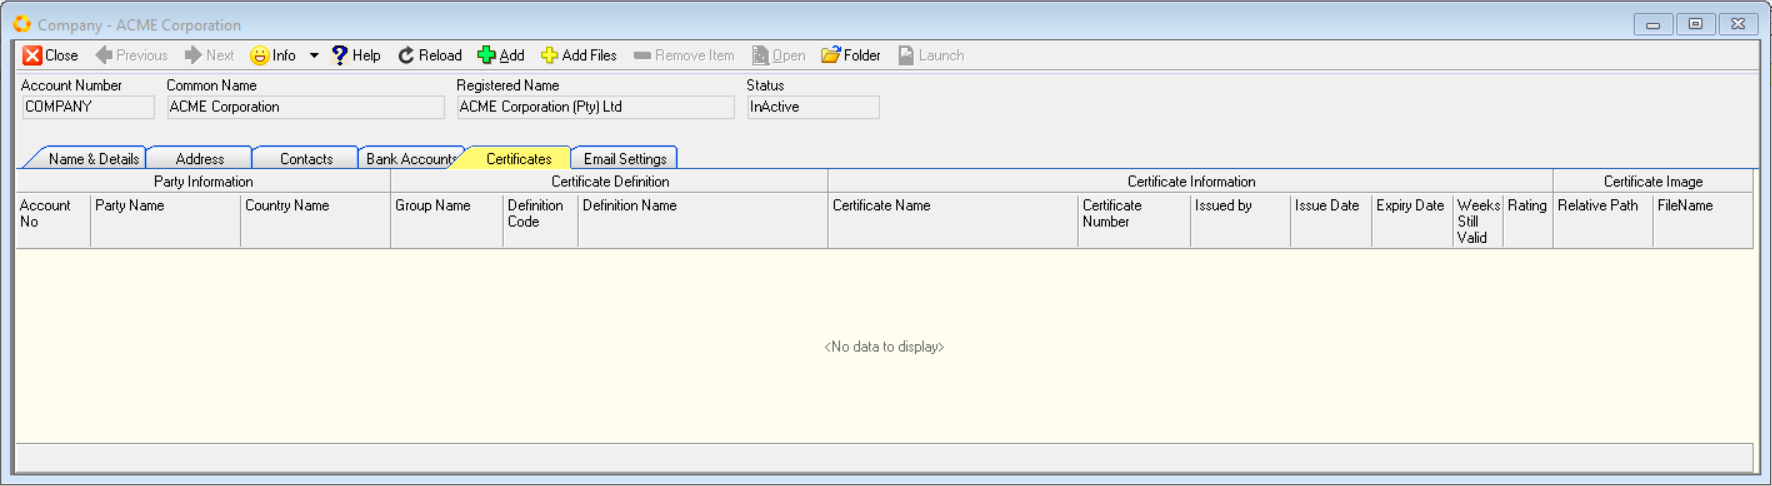 Company - ACME Corporation
Close Previous Next Info Help Reload Add Add Files Remove Item Open Folder Launch
Account Number Common Name Registered Name Status
COMPANY ACME Corporation ACME Corporation (Pty) Ltd InActive
Name & Details Address Contacts Bank Accounts Certificates Email Settings
Party Information Certificate Definition Certificate Information Certificate Image
Account No Party Name Country Name Group Name Definition Code Definition Name Certificate Name Certificate Number Issued by Issue Date Expiry Date Weeks Still Valid Rating Relative Path FileName
<No data to display>